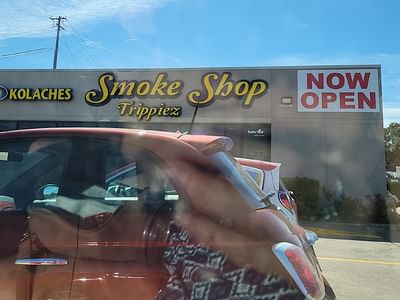 KOLACHES
Smoke Shop
Trippiez
NOW
OPEN